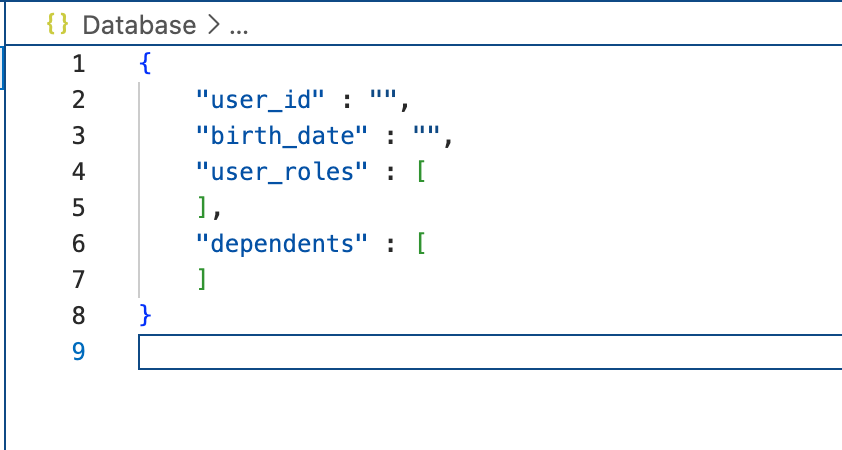 {} Database > ...
1 {
2 "user_id" : "",
3 "birth_date" : "",
4 "user_roles" : [
5 ],
6 "dependents" : [
7 ]
8 }
9